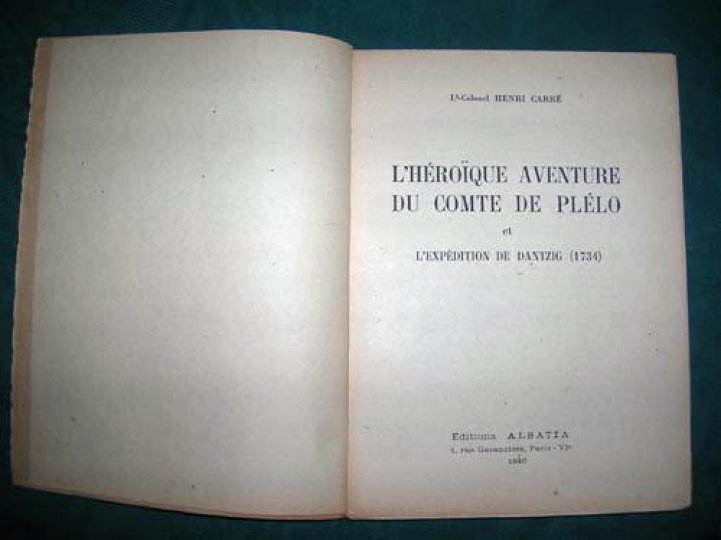 Lt-Colonel HENRI CARRÉ
L'HÉROÏQUE AVENTURE
DU COMTE DE PLÉLO
et
L'EXPÉDITION DE DANTZIG (1734)
Éditions ALSATIA
1, rue Garancière, Paris - VIe